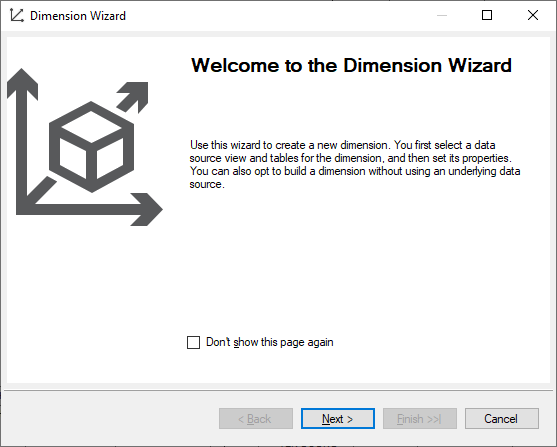 Dimension Wizard
Welcome to the Dimension Wizard
Use this wizard to create a new dimension. You first select a data
source view and tables for the dimension, and then set its properties.
You can also opt to build a dimension without using an underlying data
source.
Don't show this page again
< Back
Next >
Finish >>|
Cancel